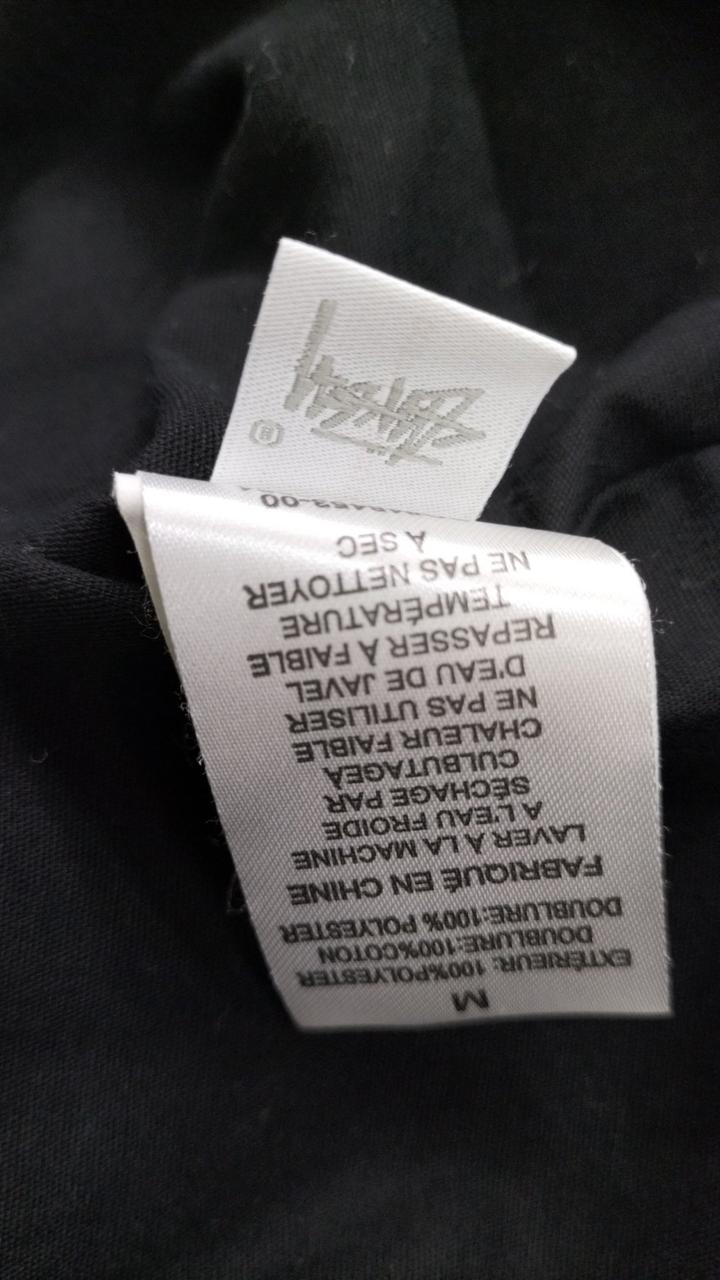 M
EXTÉRIEUR: 100%POLYESTER
DOUBLURE:100%COTON
DOUBLURE:100% POLYESTER
FABRIQUÉ EN CHINE
LAVER À LA MACHINE
A L'EAU FROIDE
SÉCHAGE PAR
CULBUTAGEÀ
CHALEUR FAIBLE
NE PAS UTILISER
D'EAU DE JAVEL
REPASSER À FAIBLE
TEMPÉRATURE
NE PAS NETTOYER
À SEC
Stüssy
®